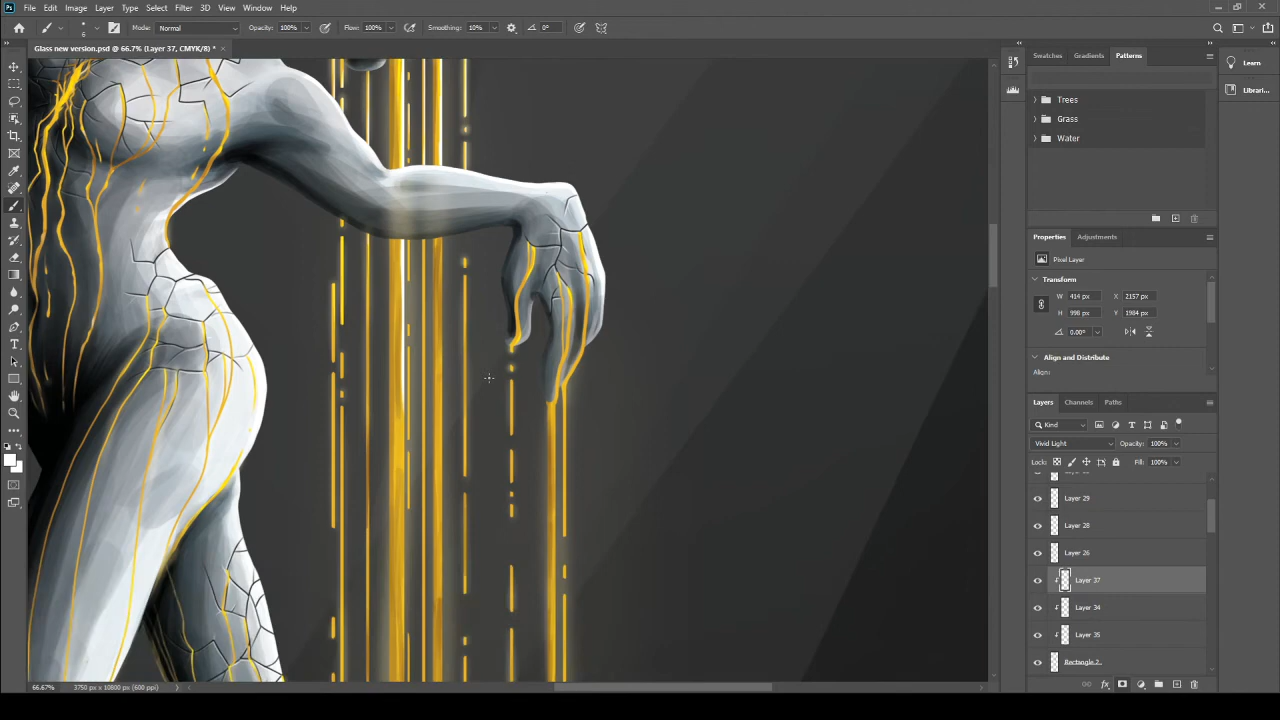 Ps File Edit Image Layer Type Select Filter 3D View Window Help
6 Mode: Normal Opacity: 100% Flow: 100% Smoothing: 10% 0°
Glass new version.psd @ 66.7% (Layer 37, CMYK/8) *
Swatches Gradients Patterns
Learn
Librari...
Trees
Grass
Water
Properties Adjustments
Pixel Layer
Transform
W 414 px X 2157 px
H 998 px Y 1984 px
0.00°
Align and Distribute
Align:
Layers Channels Paths
Kind
Vivid Light Opacity: 100%
Lock: Fill: 100%
Layer 29
Layer 28
Layer 26
Layer 37
Layer 34
Layer 35
Rectangle 2..
fx
66.67% 3750 px x 10800 px (600 ppi)